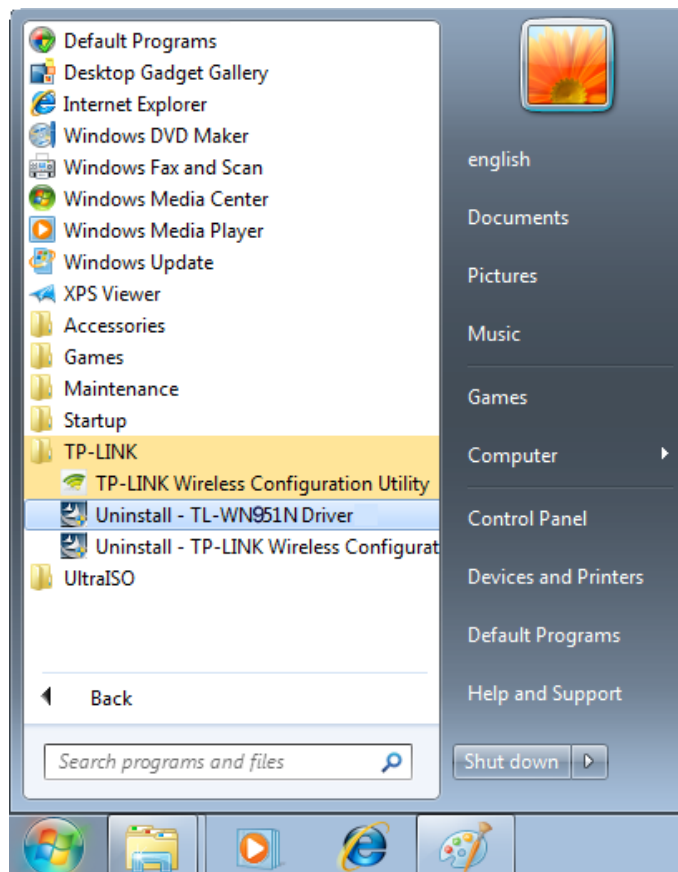 Default Programs
Desktop Gadget Gallery
Internet Explorer
Windows DVD Maker
Windows Fax and Scan
Windows Media Center
Windows Media Player
Windows Update
XPS Viewer
Accessories
Games
Maintenance
Startup
TP-LINK
TP-LINK Wireless Configuration Utility
Uninstall - TL-WN951N Driver
Uninstall - TP-LINK Wireless Configurat
UltraISO
Back
Search programs and files
english
Documents
Pictures
Music
Games
Computer
Control Panel
Devices and Printers
Default Programs
Help and Support
Shut down